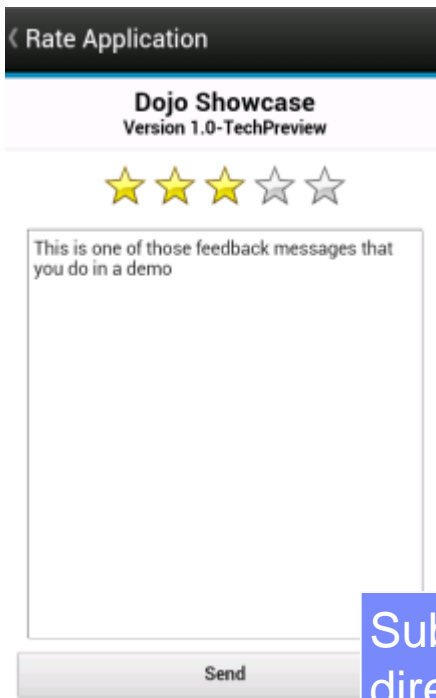 Rate Application
Dojo Showcase
Version 1.0-TechPreview
This is one of those feedback messages that
you do in a demo
Send